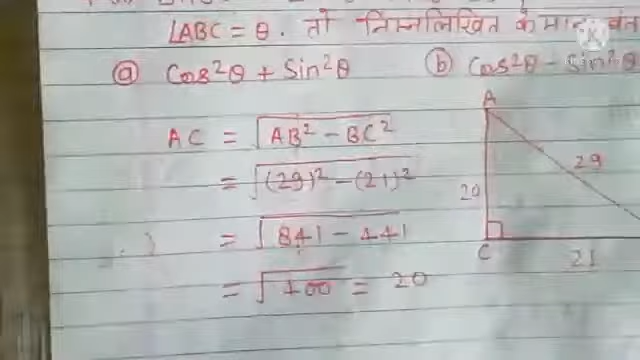 ∠ABC = θ. तो निम्नलिखित के मान
(a) Cos²θ + Sin²θ (b) Cos²θ - Sin²θ
A
AC = √AB² - BC²
= √(29)² - (21)²
29
20
= √841 - 441
C
21
= √400 = 20